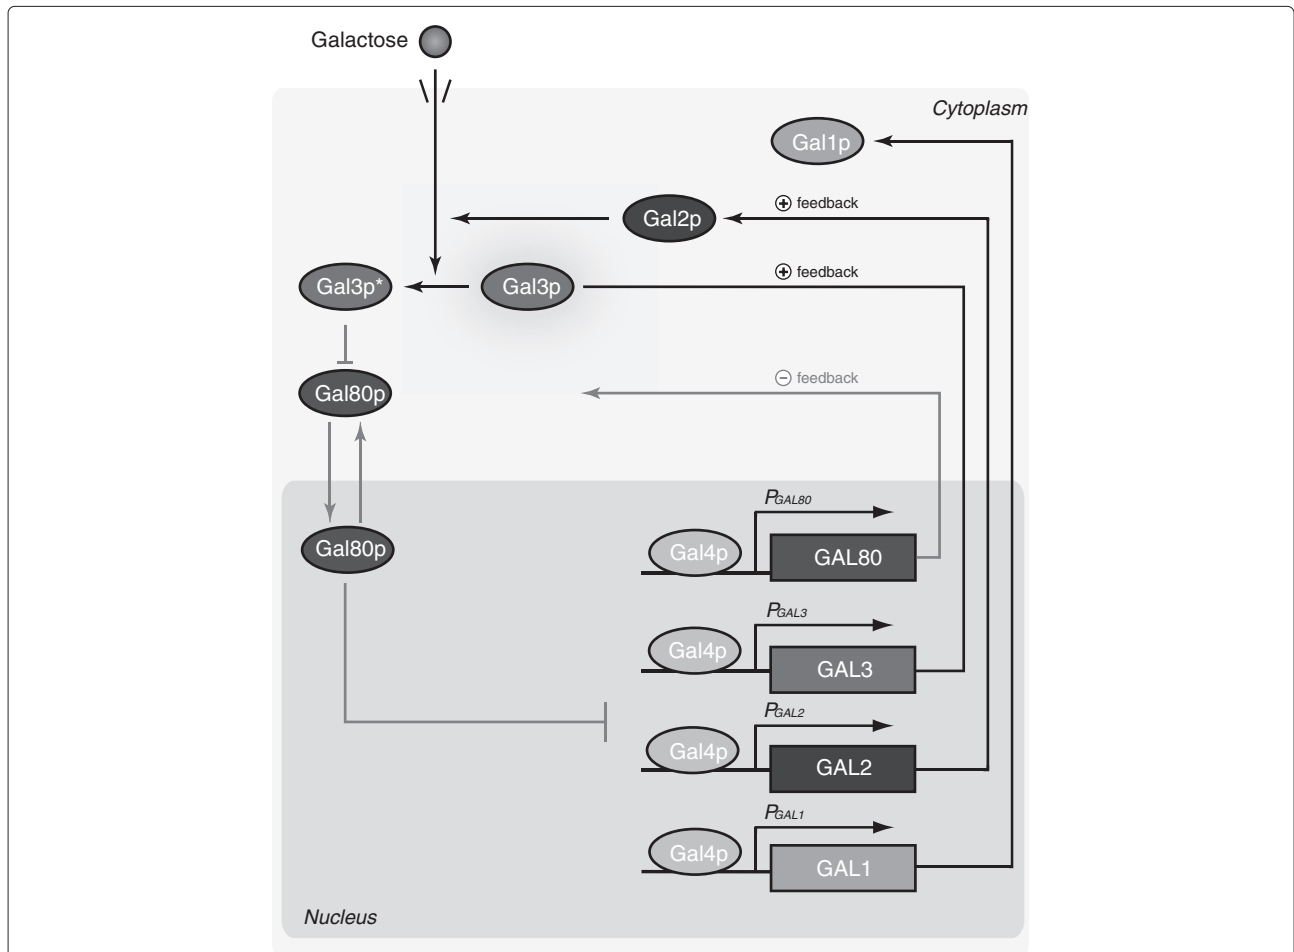 Galactose
Cytoplasm
Gal1p
Gal2p
+ feedback
Gal3p*
Gal3p
+ feedback
Gal80p
− feedback
Gal80p
PGAL80
Gal4p
GAL80
PGAL3
Gal4p
GAL3
PGAL2
Gal4p
GAL2
PGAL1
Gal4p
GAL1
Nucleus